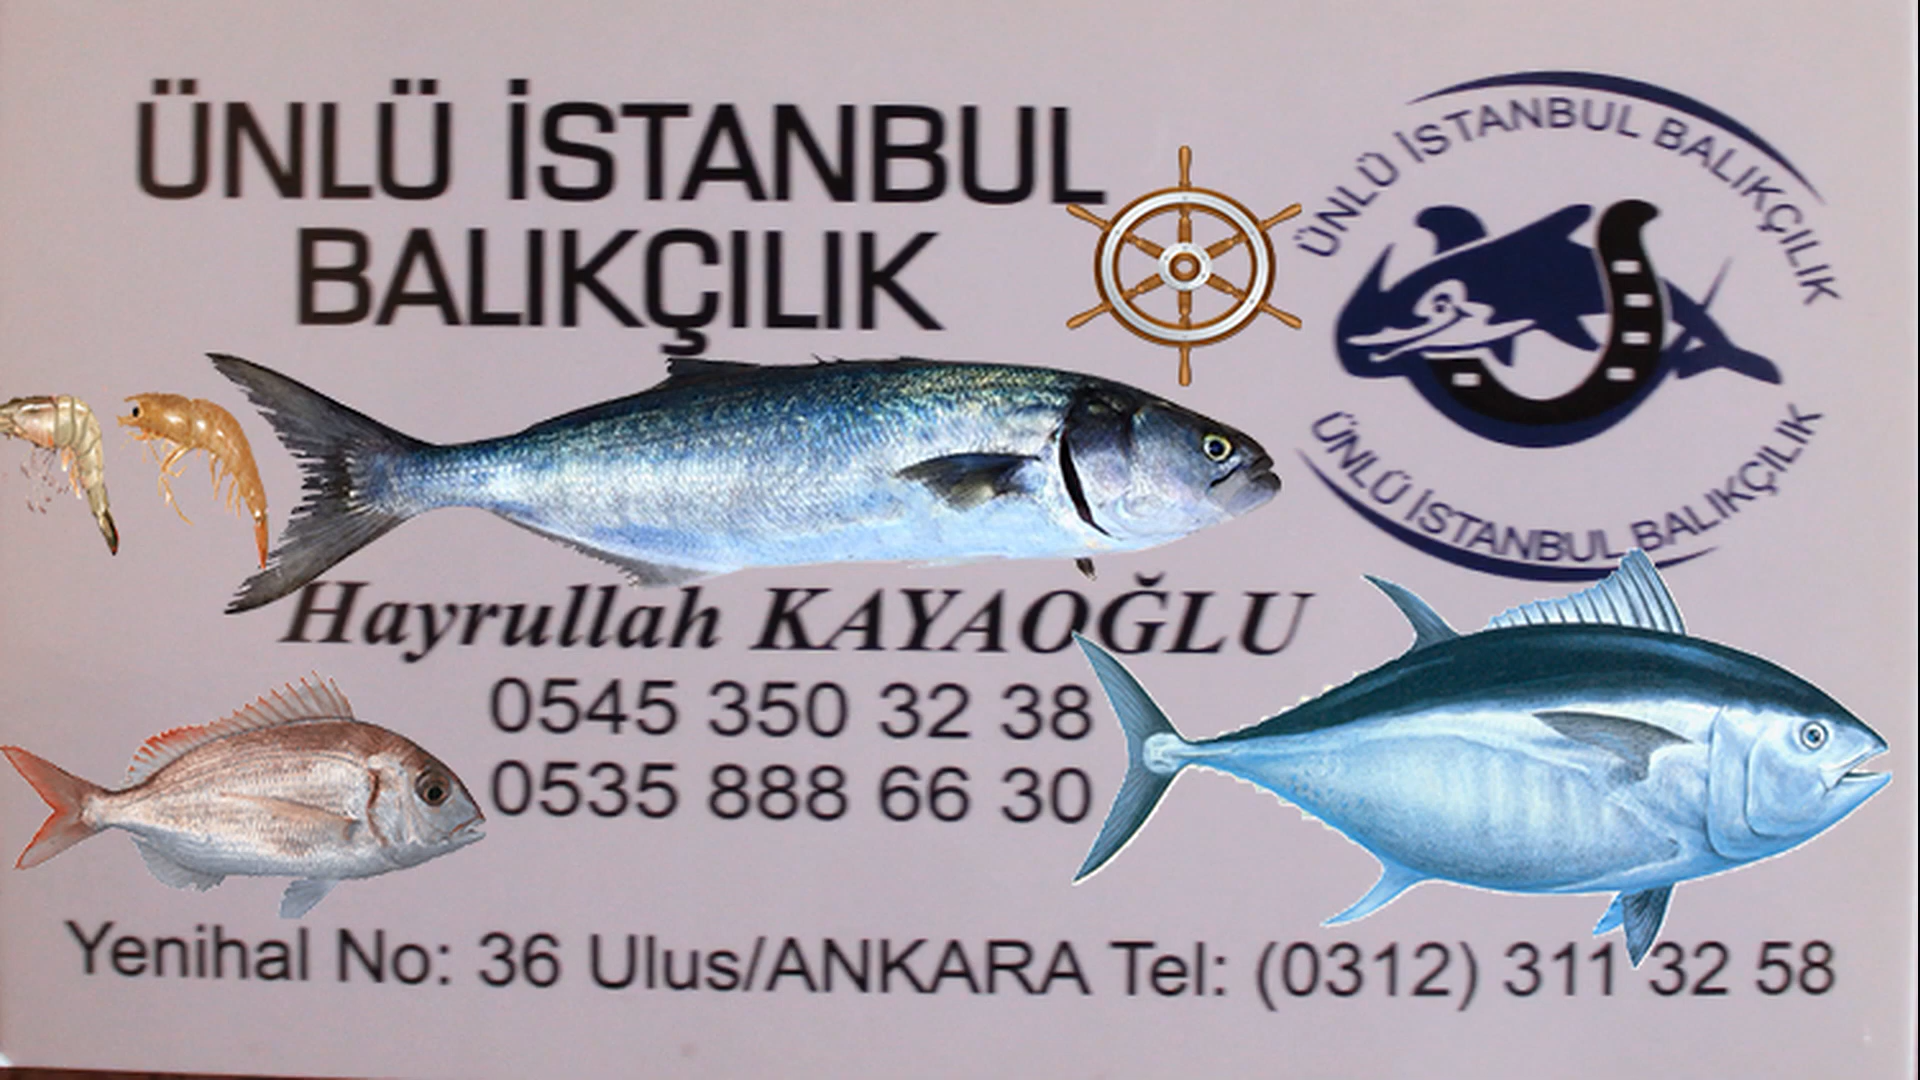 ÜNLÜ İSTANBUL
BALIKÇILIK
ÜNLÜ İSTANBUL BALIKÇILIK
ÜNLÜ İSTANBUL BALIKÇILIK
Hayrullah KAYAOĞLU
0545 350 32 38
0535 888 66 30
Yenihal No: 36 Ulus/ANKARA Tel: (0312) 311 32 58